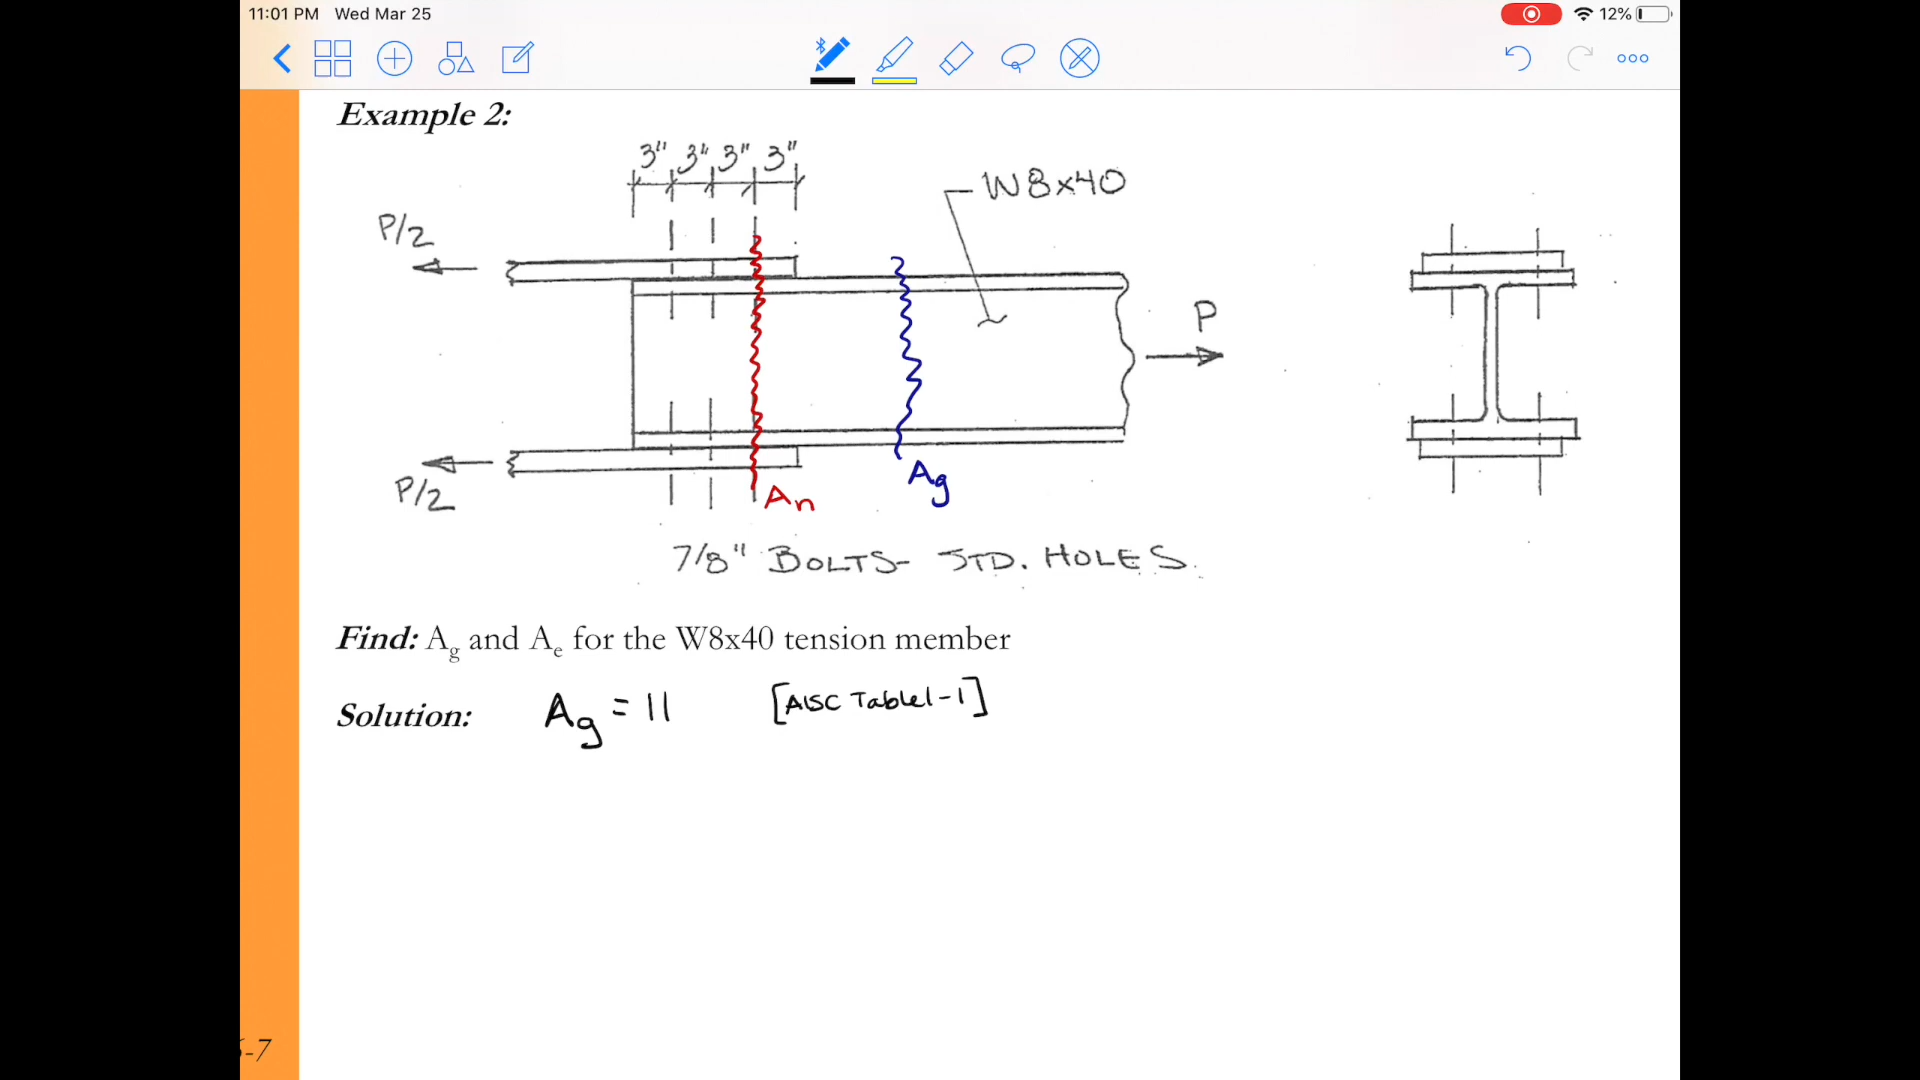 11:01 PM Wed Mar 25
12%
Example 2:
3" 3" 3" 3"
W8x40
P/2
P
P/2
An
Ag
7/8" BOLTS- STD. HOLES.
Find: Ag and Ae for the W8x40 tension member
Solution: Ag = 11 [AISC Table 1-1]
-7